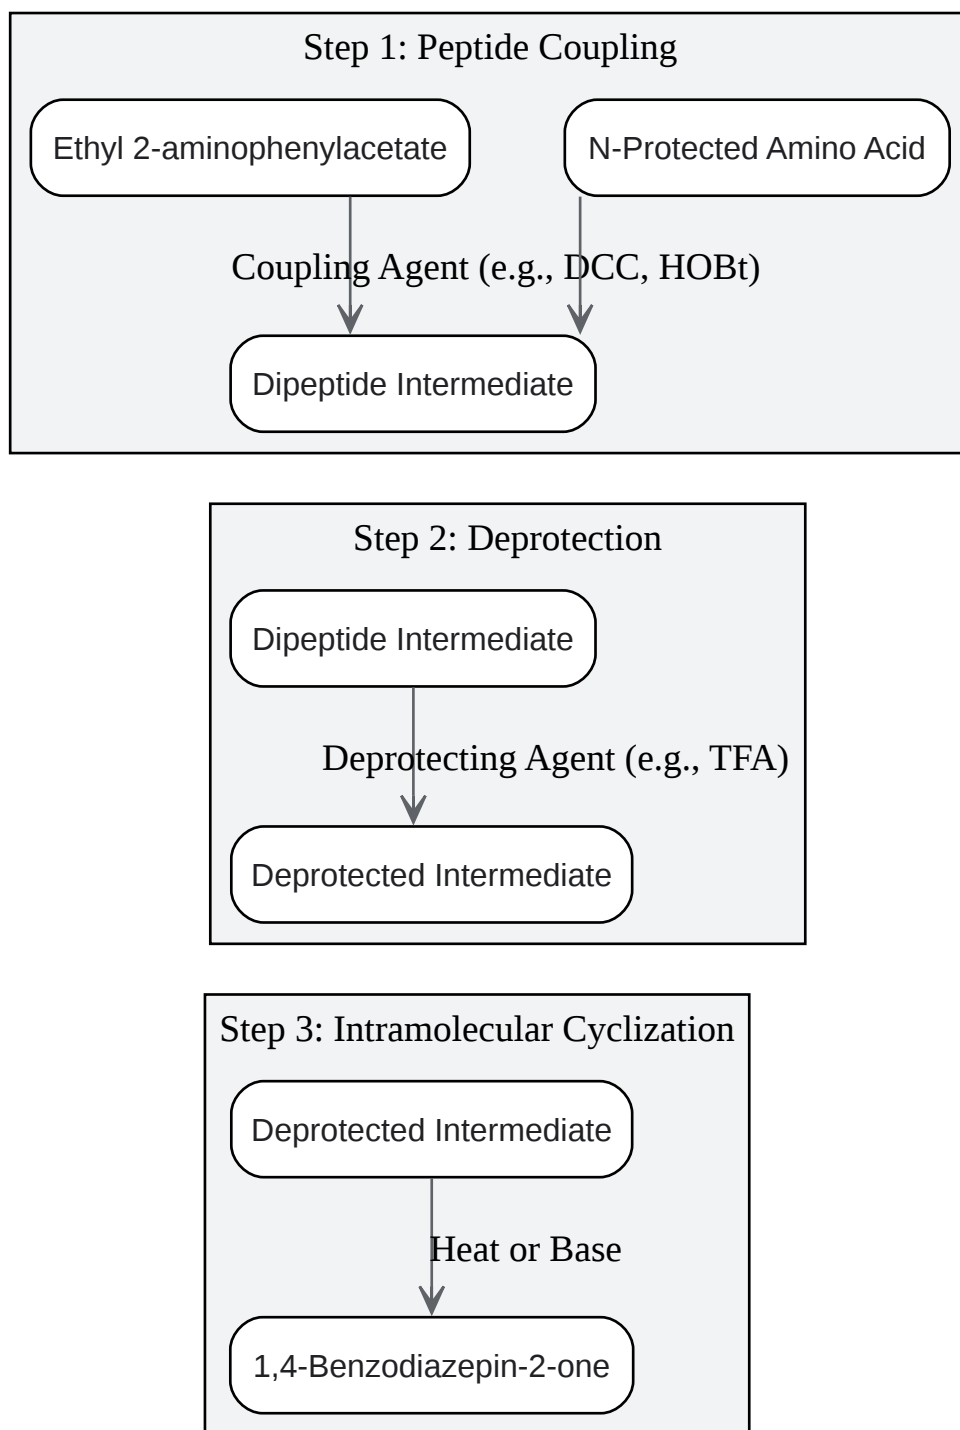 Step 1: Peptide Coupling
Ethyl 2-aminophenylacetate
N-Protected Amino Acid
Coupling Agent (e.g., DCC, HOBt)
Dipeptide Intermediate
Step 2: Deprotection
Dipeptide Intermediate
Deprotecting Agent (e.g., TFA)
Deprotected Intermediate
Step 3: Intramolecular Cyclization
Deprotected Intermediate
Heat or Base
1,4-Benzodiazepin-2-one